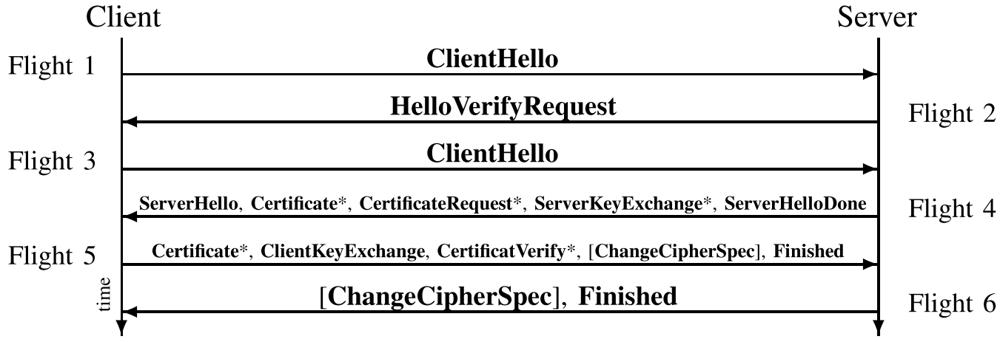 Client Server
Flight 1 ClientHello
HelloVerifyRequest Flight 2
Flight 3 ClientHello
ServerHello, Certificate*, CertificateRequest*, ServerKeyExchange*, ServerHelloDone Flight 4
Flight 5 Certificate*, ClientKeyExchange, CertificatVerify*, [ChangeCipherSpec], Finished
time
[ChangeCipherSpec], Finished Flight 6